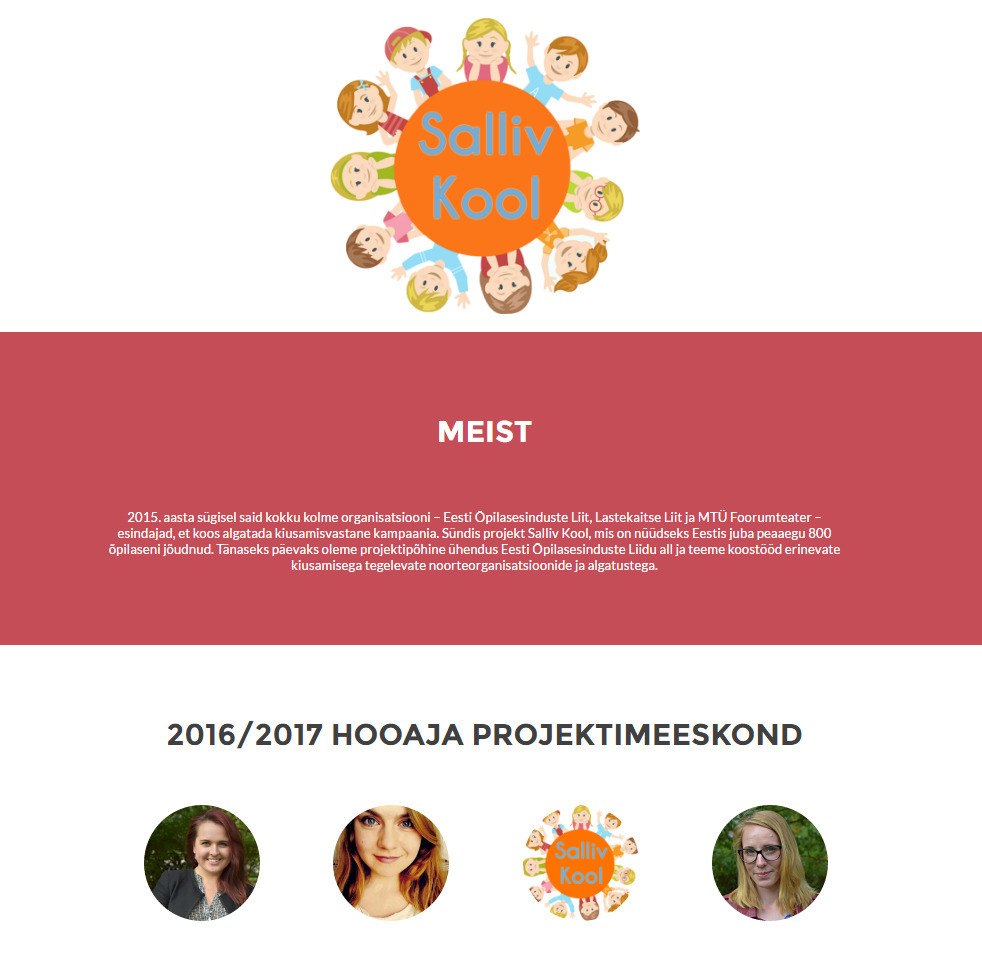 Salliv
Kool
MEIST
2015. aasta sügisel said kokku kolme organisatsiooni – Eesti Õpilasesinduste Liit, Lastekaitse Liit ja MTÜ Foorumteater –
esindajad, et koos algatada kiusamisvastane kampaania. Sündis projekt Salliv Kool, mis on nüüdseks Eestis juba peaaegu 800
õpilaseni jõudnud. Tänaseks päevaks oleme projektipõhine ühendus Eesti Õpilasesinduste Liidu all ja teeme koostööd erinevate
kiusamisega tegelevate noorteorganisatsioonide ja algatustega.
2016/2017 HOOAJA PROJEKTIMEESKOND
Salliv
Kool